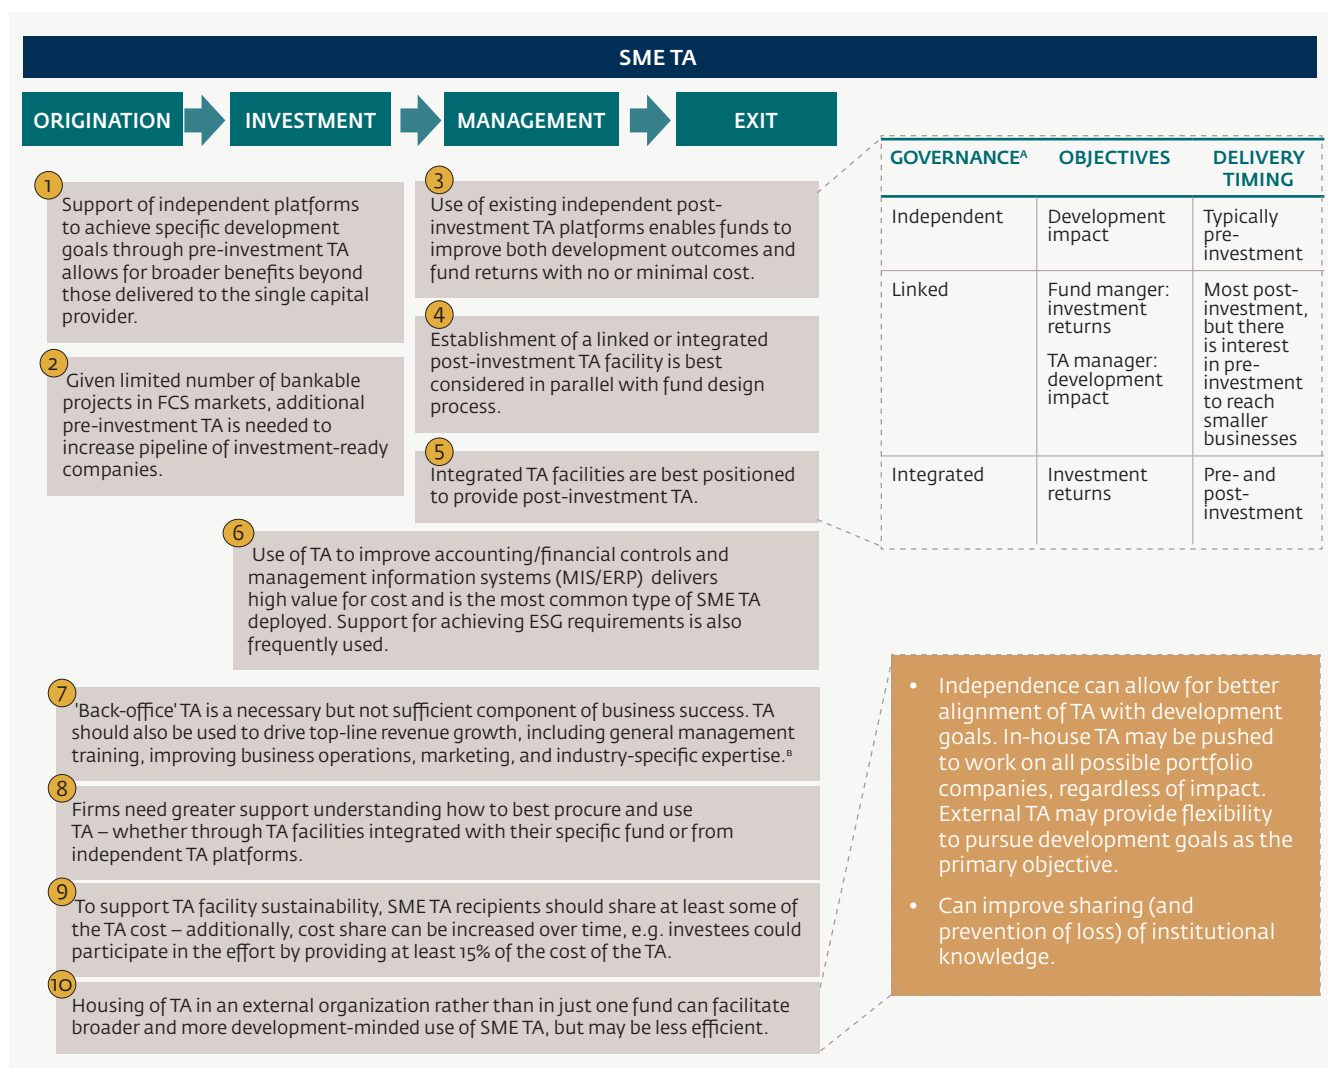 SME TA
ORIGINATION
INVESTMENT
MANAGEMENT
EXIT
1
Support of independent platforms
to achieve specific development
goals through pre-investment TA
allows for broader benefits beyond
those delivered to the single capital
provider.
2
Given limited number of bankable
projects in FCS markets, additional
pre-investment TA is needed to
increase pipeline of investment-ready
companies.
3
Use of existing independent post-
investment TA platforms enables funds to
improve both development outcomes and
fund returns with no or minimal cost.
4
Establishment of a linked or integrated
post-investment TA facility is best
considered in parallel with fund design
process.
5
Integrated TA facilities are best positioned
to provide post-investment TA.
6
Use of TA to improve accounting/financial controls and
management information systems (MIS/ERP) delivers
high value for cost and is the most common type of SME TA
deployed. Support for achieving ESG requirements is also
frequently used.
7
'Back-office' TA is a necessary but not sufficient component of business success. TA
should also be used to drive top-line revenue growth, including general management
training, improving business operations, marketing, and industry-specific expertise.ᴮ
8
Firms need greater support understanding how to best procure and use
TA – whether through TA facilities integrated with their specific fund or from
independent TA platforms.
9
To support TA facility sustainability, SME TA recipients should share at least some of
the TA cost – additionally, cost share can be increased over time, e.g. investees could
participate in the effort by providing at least 15% of the cost of the TA.
10
Housing of TA in an external organization rather than in just one fund can facilitate
broader and more development-minded use of SME TA, but may be less efficient.
GOVERNANCEᴬ
OBJECTIVES
DELIVERY
TIMING
Independent
Development
impact
Typically
pre-
investment
Linked
Fund manger:
investment
returns
TA manager:
development
impact
Most post-
investment,
but there
is interest
in pre-
investment
to reach
smaller
businesses
Integrated
Investment
returns
Pre- and
post-
investment
• Independence can allow for better
alignment of TA with development
goals. In-house TA may be pushed
to work on all possible portfolio
companies, regardless of impact.
External TA may provide flexibility
to pursue development goals as the
primary objective.
• Can improve sharing (and
prevention of loss) of institutional
knowledge.